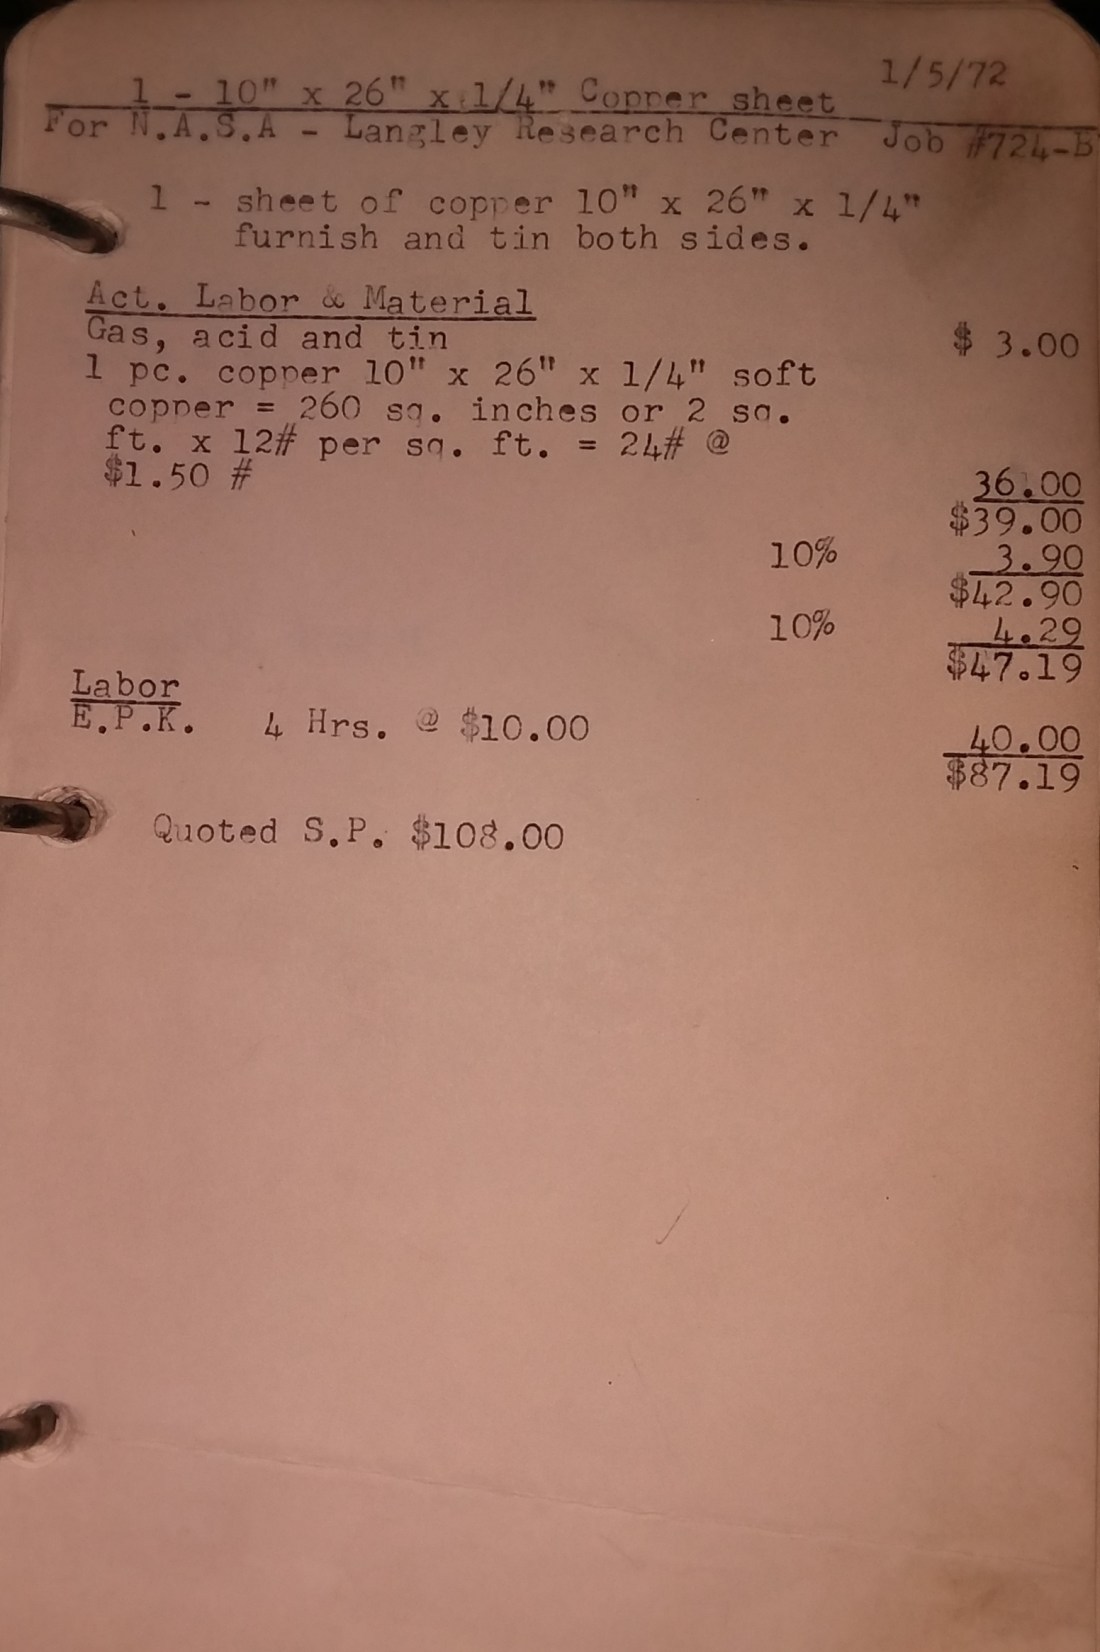 1/5/72
1 - 10" x 26" x 1/4" Copper sheet
For N.A.S.A - Langley Research Center Job #724-B
1 - sheet of copper 10" x 26" x 1/4"
furnish and tin both sides.
Act. Labor & Material
Gas, acid and tin $ 3.00
1 pc. copper 10" x 26" x 1/4" soft
copper = 260 sq. inches or 2 sq.
ft. x 12# per sq. ft. = 24# @
$1.50 # 36.00
$39.00
10% 3.90
$42.90
10% 4.29
$47.19
Labor
E.P.K. 4 Hrs. @ $10.00 40.00
$87.19
Quoted S.P. $108.00